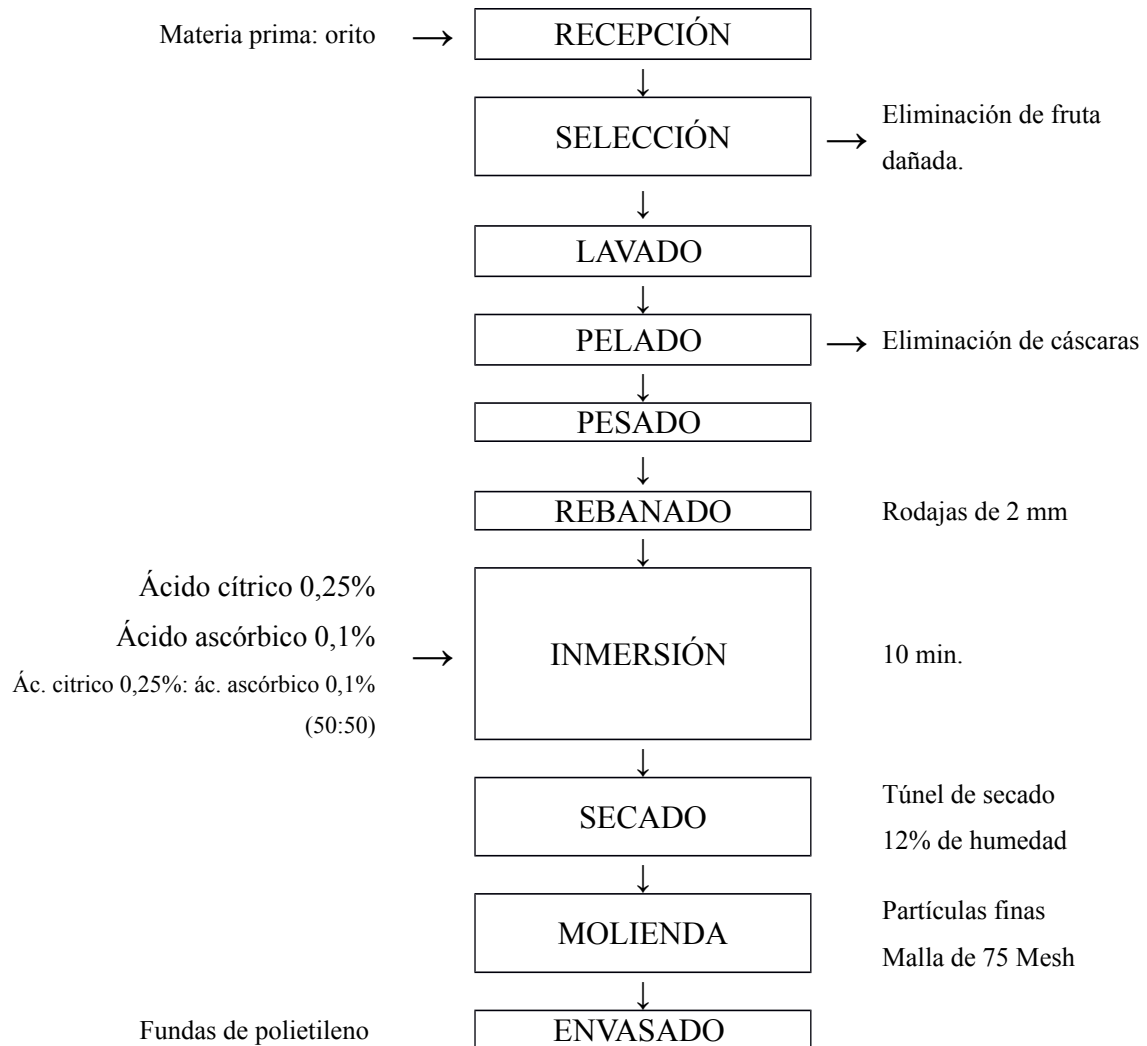 Materia prima: orito → RECEPCIÓN
↓
SELECCIÓN → Eliminación de fruta
dañada.
↓
LAVADO
↓
PELADO → Eliminación de cáscaras
↓
PESADO
↓
REBANADO Rodajas de 2 mm
↓
Ácido cítrico 0,25%
Ácido ascórbico 0,1%
Ác. citrico 0,25%: ác. ascórbico 0,1%
(50:50)
→ INMERSIÓN 10 min.
↓
SECADO
Túnel de secado
12% de humedad
↓
MOLIENDA
Partículas finas
Malla de 75 Mesh
↓
Fundas de polietileno ENVASADO